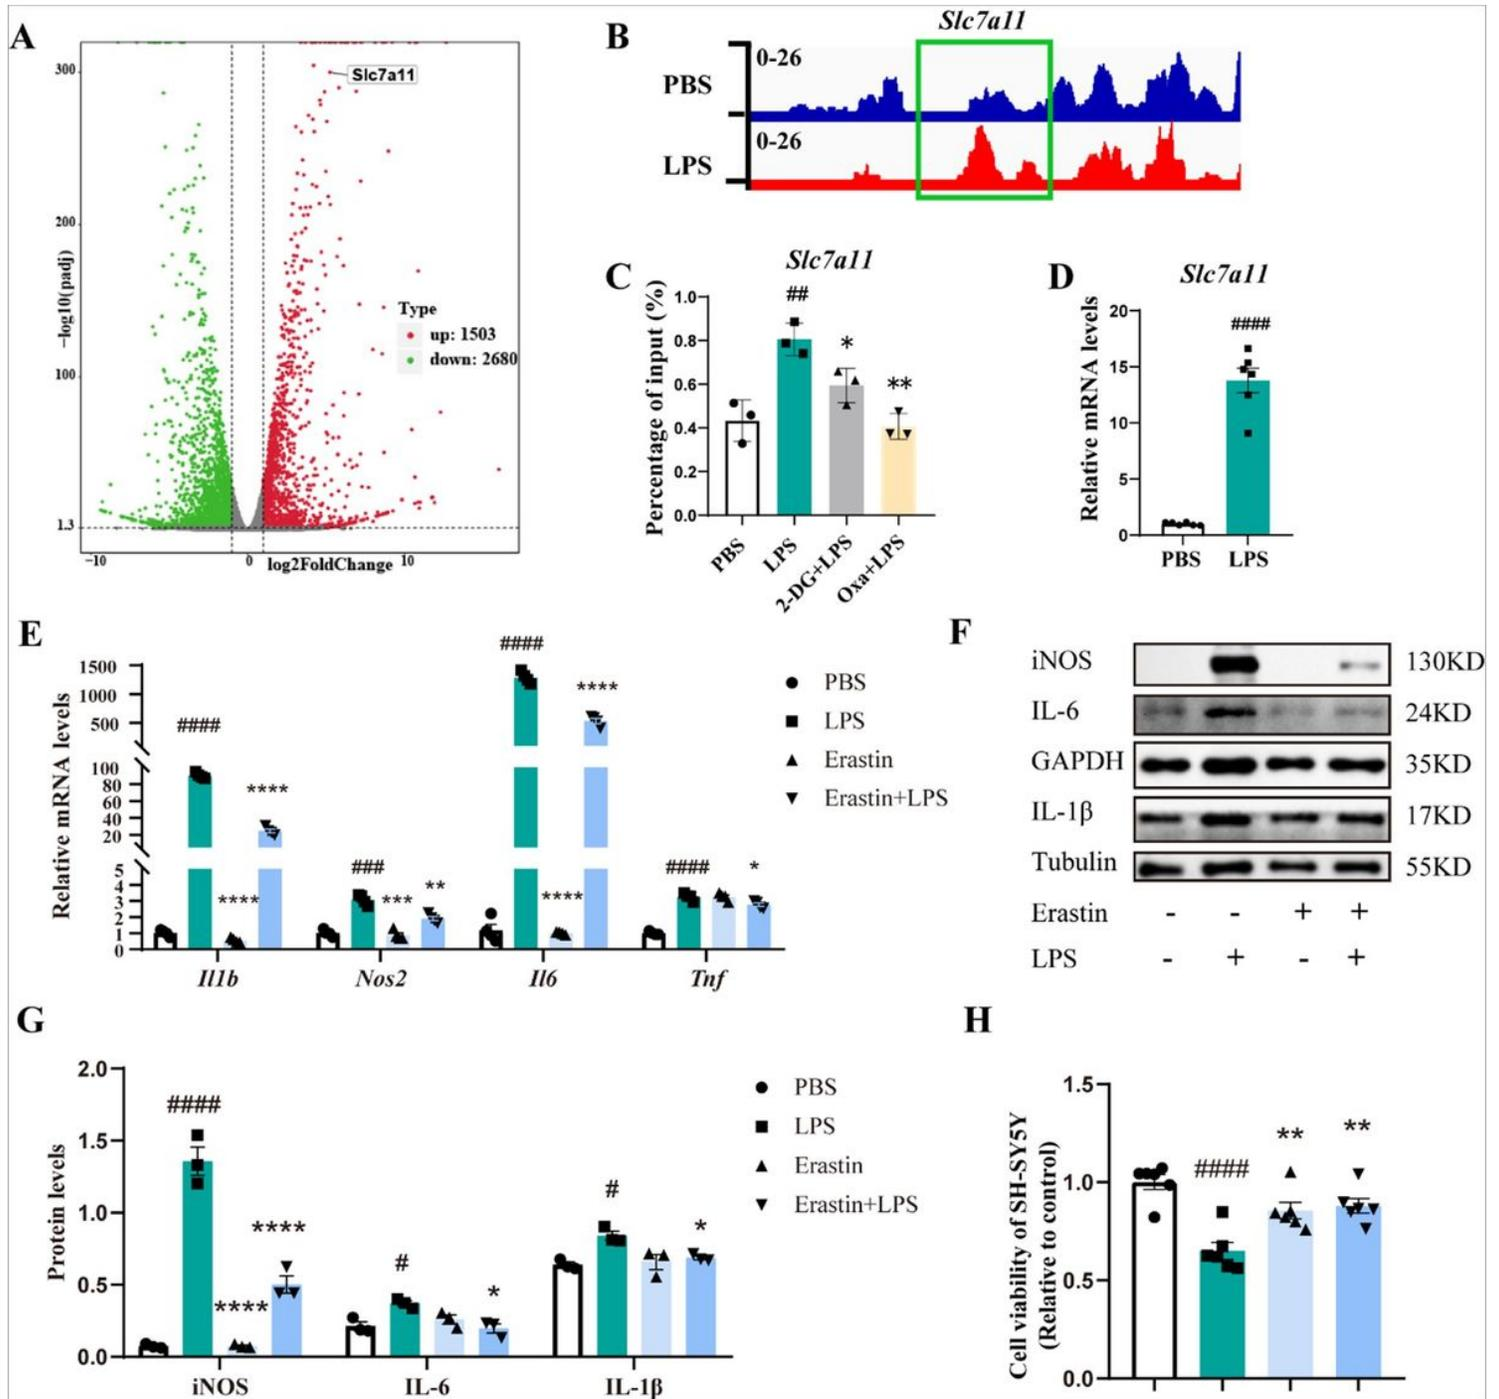 A
300
200
100
1.3
-log10(padj)
Slc7a11
Type
up: 1503
down: 2680
-10
0
10
log2FoldChange
B
Slc7a11
PBS
0-26
LPS
0-26
C
Slc7a11
Percentage of input (%)
1.0
0.8
0.6
0.4
0.2
0.0
##
*
**
PBS
LPS
2-DG+LPS
Oxa+LPS
D
Slc7a11
Relative mRNA levels
20
15
10
5
0
####
PBS
LPS
E
Relative mRNA levels
1500
1000
500
100
80
60
40
20
5
4
3
2
1
0
####
****
****
###
***
**
####
****
****
####
*
Il1b
Nos2
Il6
Tnf
PBS
LPS
Erastin
Erastin+LPS
F
iNOS
130KD
IL-6
24KD
GAPDH
35KD
IL-1β
17KD
Tubulin
55KD
Erastin - - + +
LPS - + - +
G
Protein levels
2.0
1.5
1.0
0.5
0.0
####
****
****
#
*
#
*
iNOS
IL-6
IL-1β
PBS
LPS
Erastin
Erastin+LPS
H
Cell viability of SH-SY5Y
(Relative to control)
1.5
1.0
0.5
0.0
####
**
**